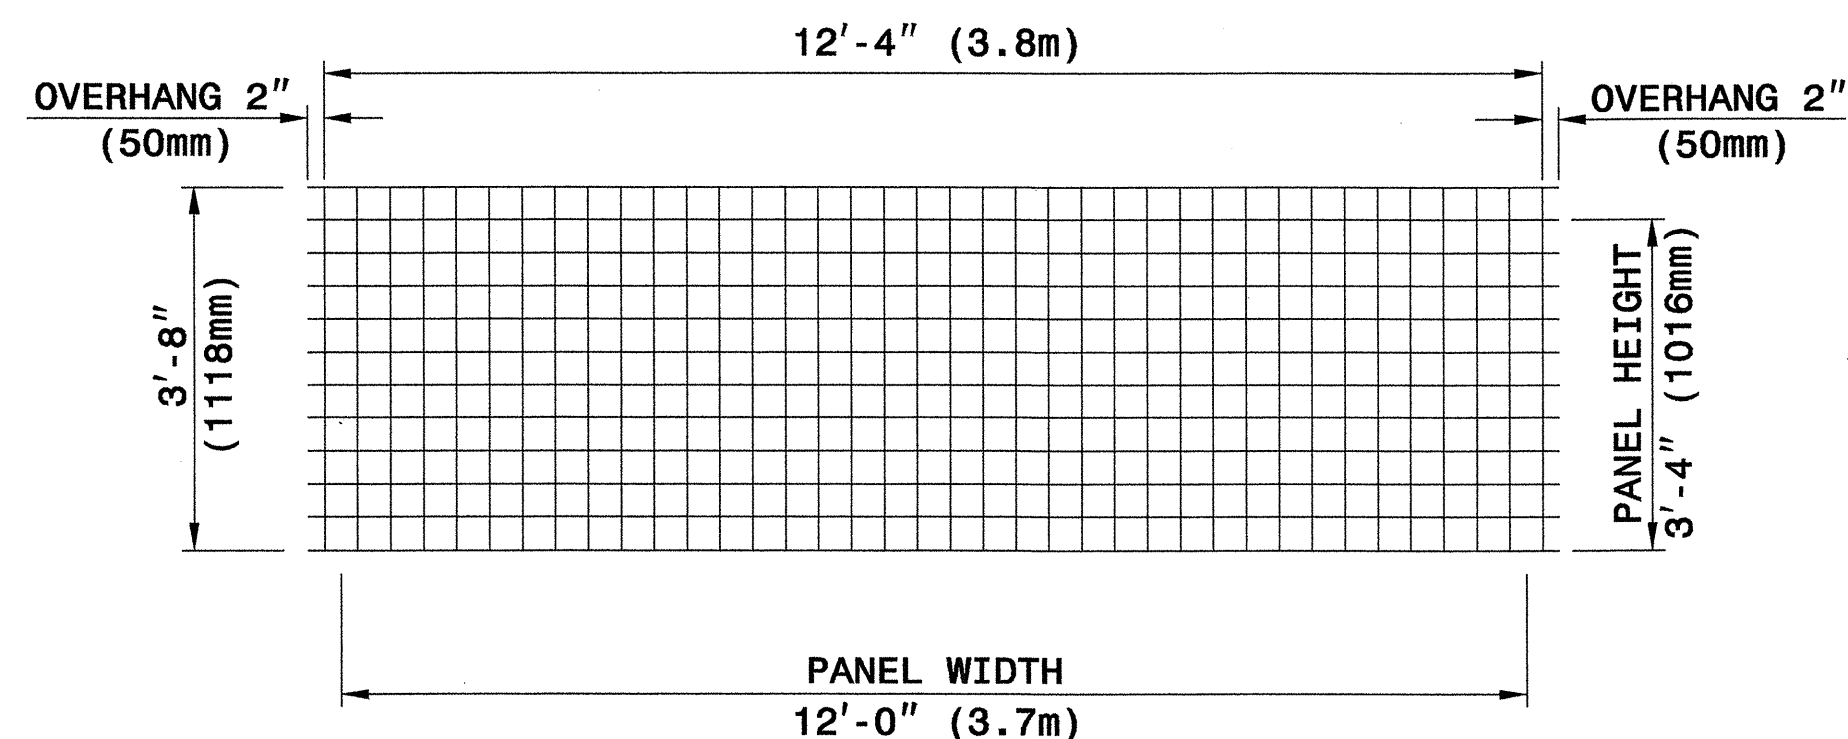 12'-4" (3.8m)
OVERHANG 2"
(50mm)
OVERHANG 2"
(50mm)
3'-8"
(1118mm)
PANEL HEIGHT
3'-4" (1016mm)
PANEL WIDTH
12'-0" (3.7m)